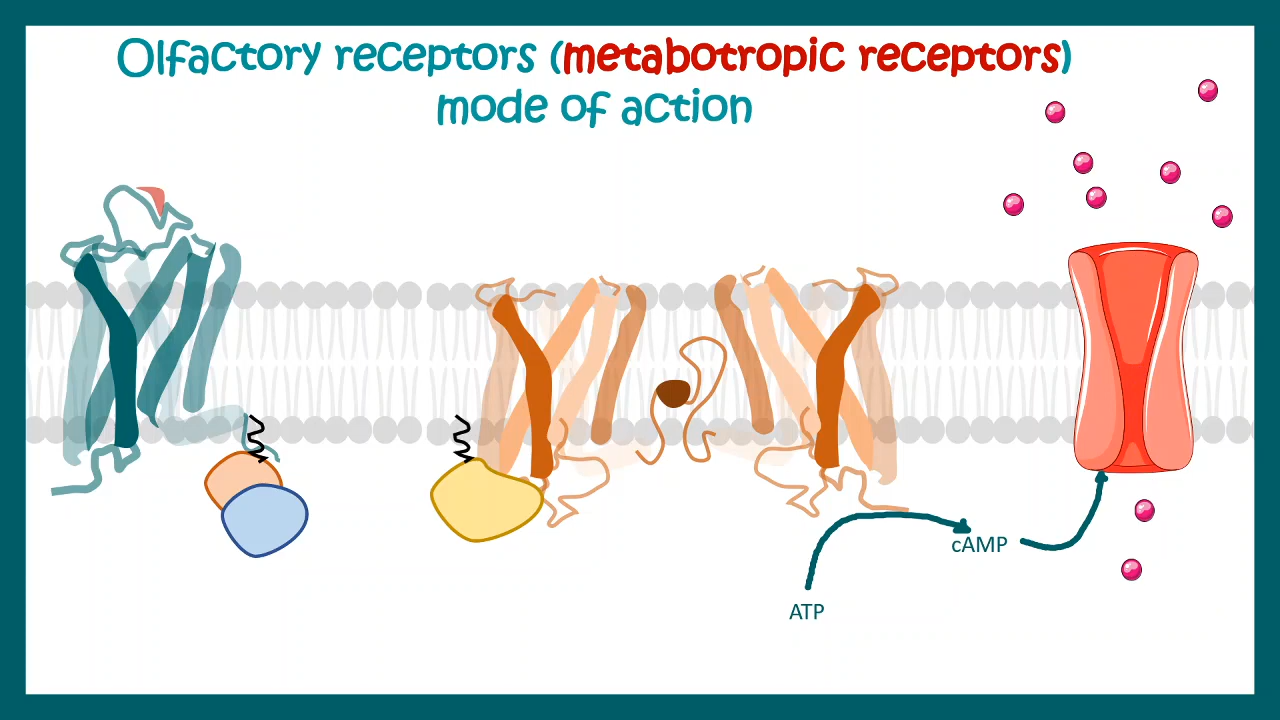 Olfactory receptors (metabotropic receptors)
mode of action
cAMP
ATP